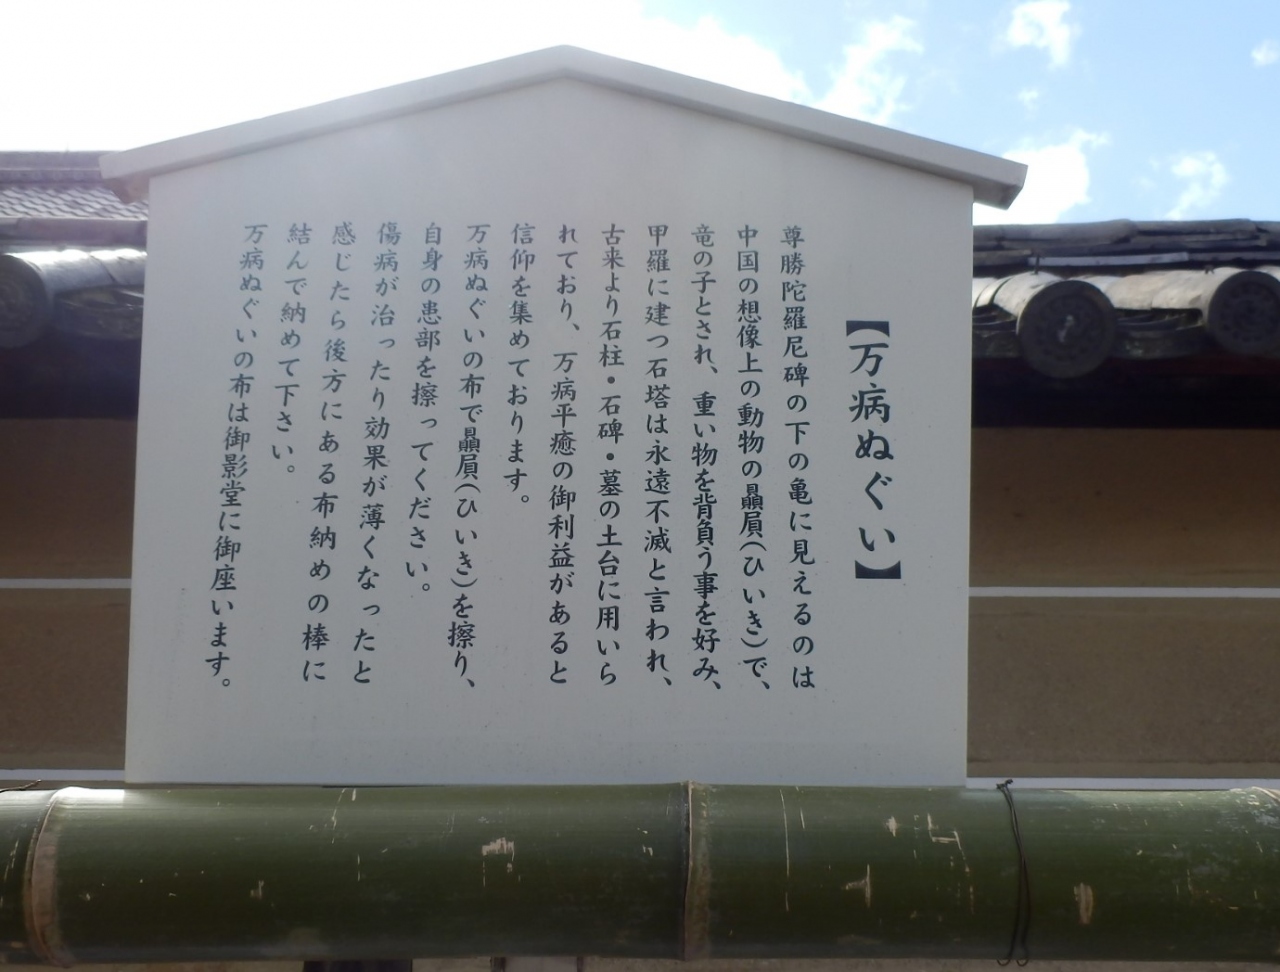 【万病ぬぐい】
尊勝陀羅尼碑の下の亀に見えるのは
中国の想像上の動物の贔屓(ひいき)で、
竜の子とされ、重い物を背負う事を好み、
甲羅に建つ石塔は永遠不滅と言われ、
古来より石柱・石碑・墓の土台に用いら
れており、万病平癒の御利益があると
信仰を集めております。
万病ぬぐいの布で贔屓(ひいき)を擦り、
自身の患部を擦ってください。
傷病が治ったり効果が薄くなったと
感じたら後方にある布納めの棒に
結んで納めて下さい。
万病ぬぐいの布は御影堂に御座います。